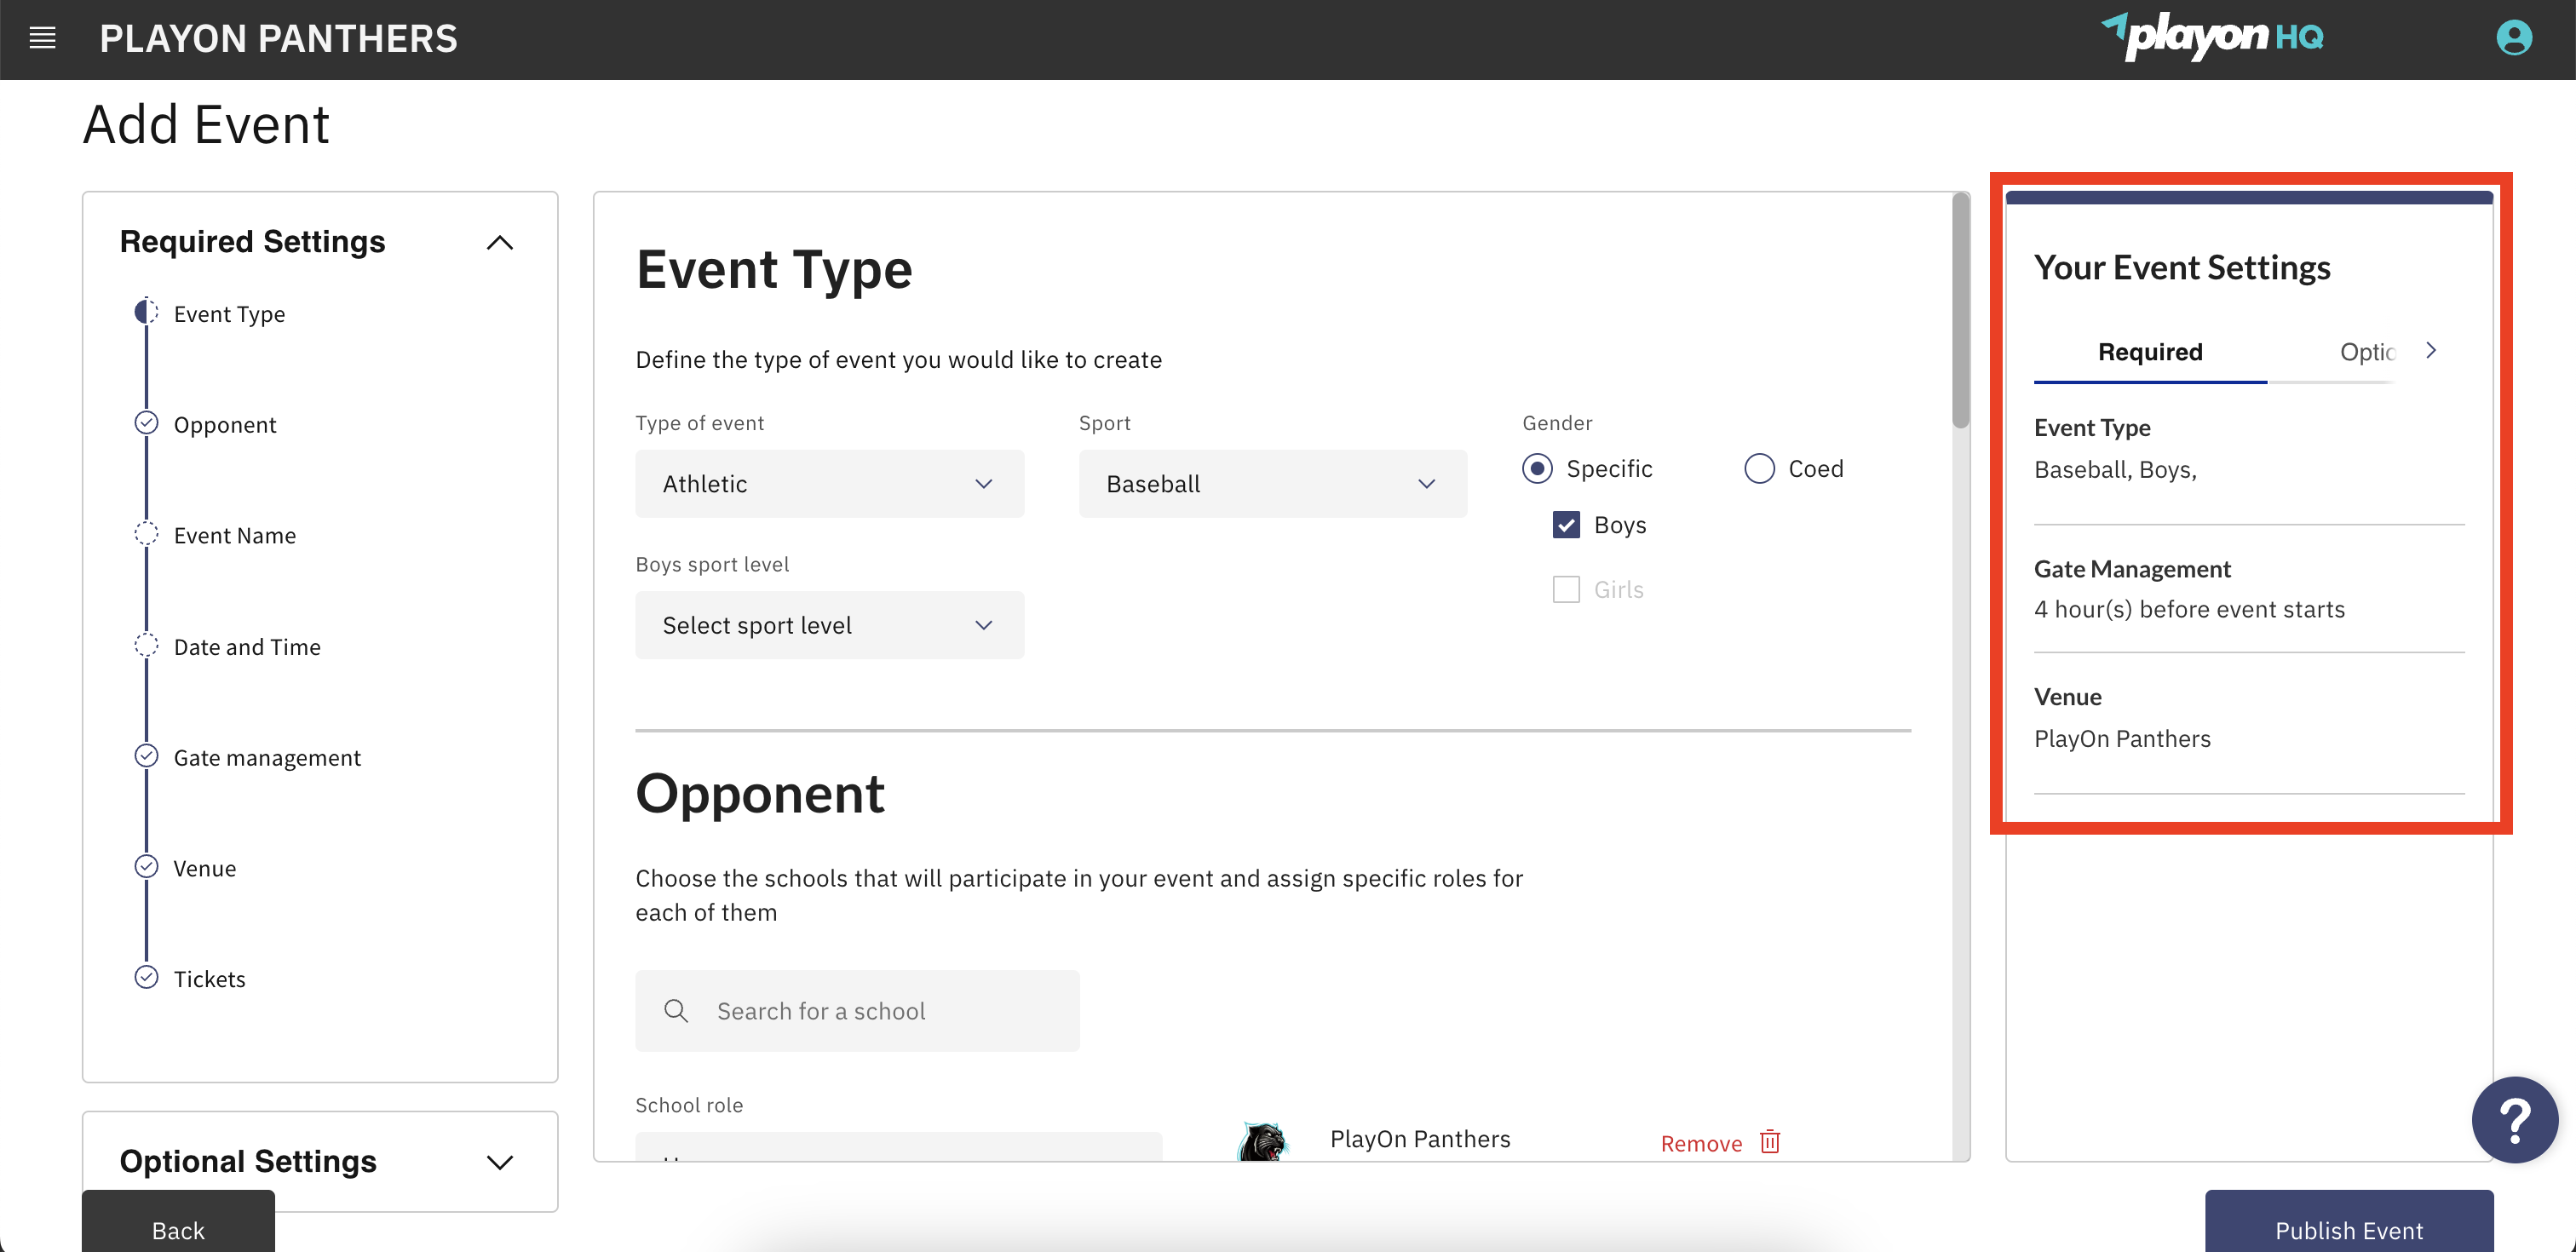 PLAYON PANTHERS
playon HQ
Add Event
Required Settings
Event Type
Opponent
Event Name
Date and Time
Gate management
Venue
Tickets
Optional Settings
Back
Event Type
Define the type of event you would like to create
Type of event
Athletic
Sport
Baseball
Gender
Specific
Coed
Boys
Girls
Boys sport level
Select sport level
Opponent
Choose the schools that will participate in your event and assign specific roles for
each of them
Search for a school
School role
PlayOn Panthers
Remove
Your Event Settings
Required
Optio
Event Type
Baseball, Boys,
Gate Management
4 hour(s) before event starts
Venue
PlayOn Panthers
?
Publish Event